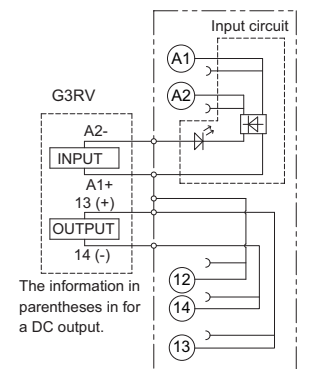 Input circuit
A1
A2
G3RV
A2-
INPUT
A1+
13 (+)
OUTPUT
14 (-)
12
14
13
The information in
parentheses in for
a DC output.